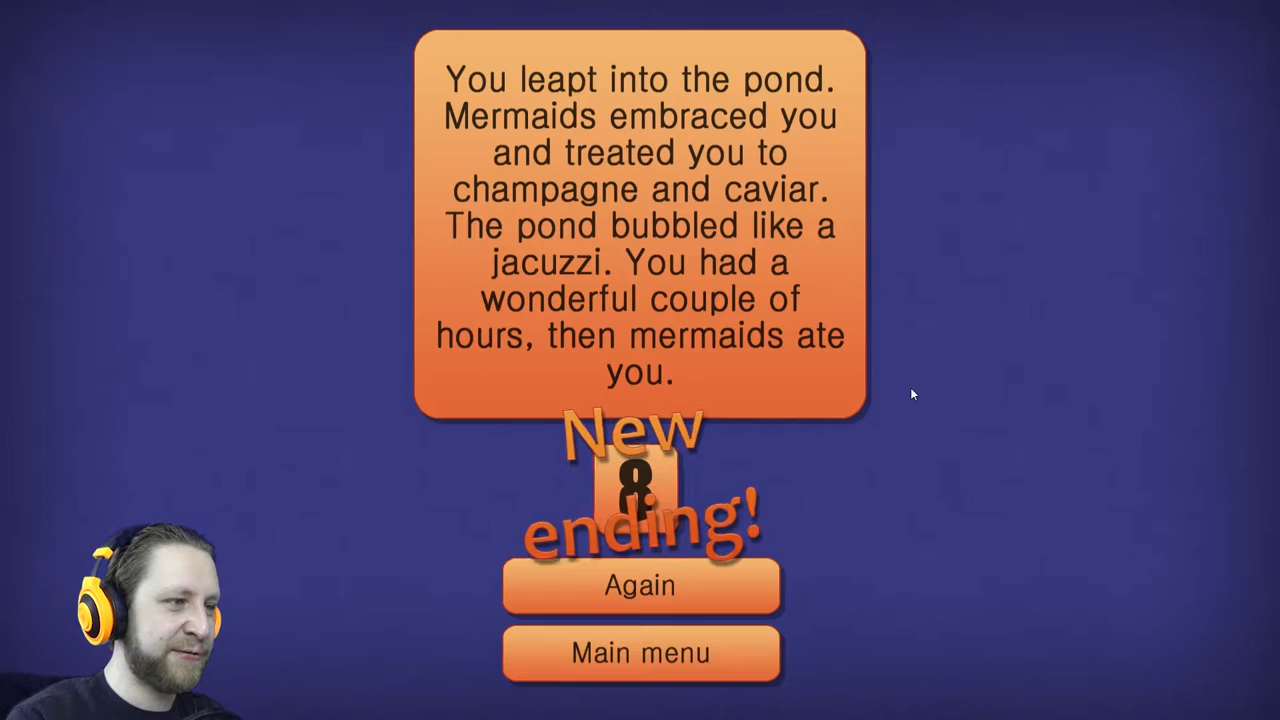 You leapt into the pond.
Mermaids embraced you
and treated you to
champagne and caviar.
The pond bubbled like a
jacuzzi. You had a
wonderful couple of
hours, then mermaids ate
you.
New
8
ending!
Again
Main menu